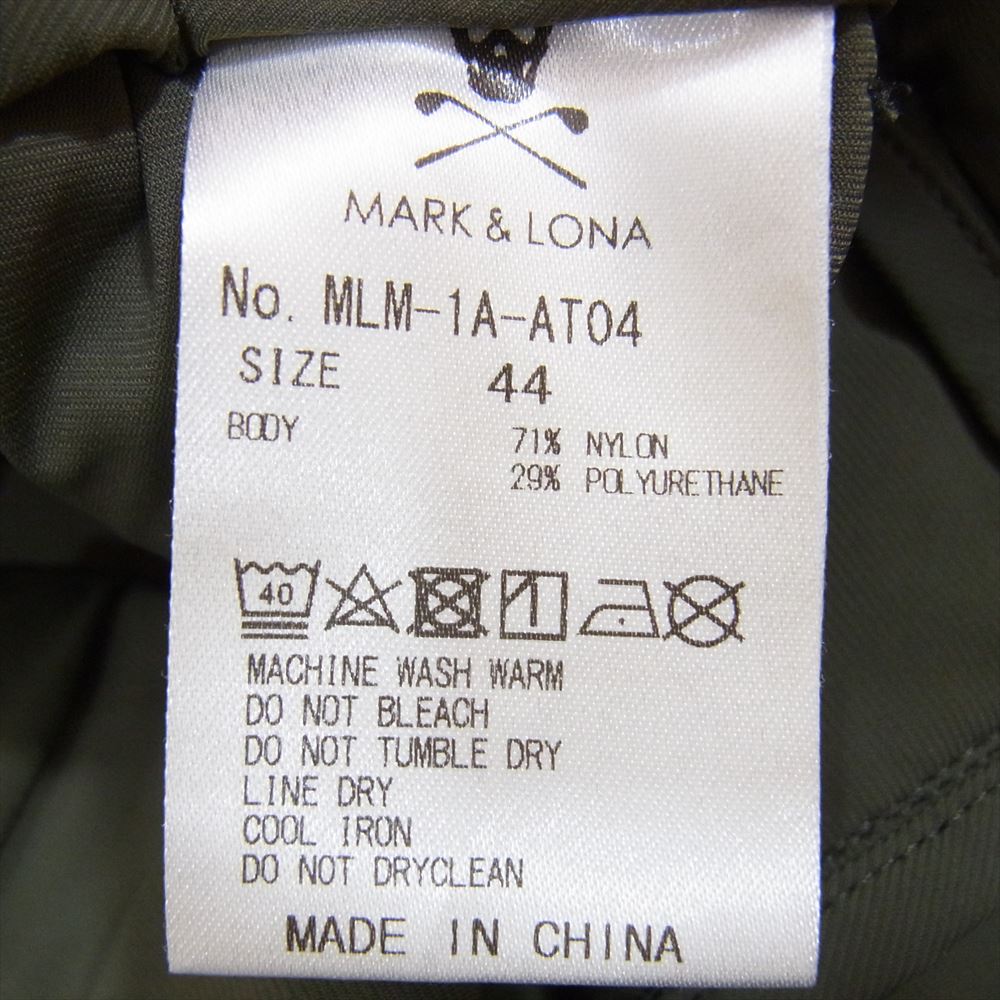 MARK & LONA
No. MLM-1A-AT04
SIZE 44
BODY 71% NYLON
29% POLYURETHANE
40
MACHINE WASH WARM
DO NOT BLEACH
DO NOT TUMBLE DRY
LINE DRY
COOL IRON
DO NOT DRYCLEAN
MADE IN CHINA